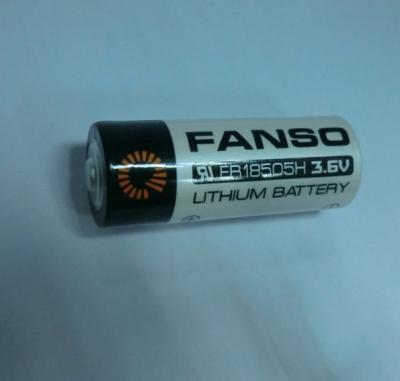 FANSO
ER18505H 3.6V
LITHIUM BATTERY